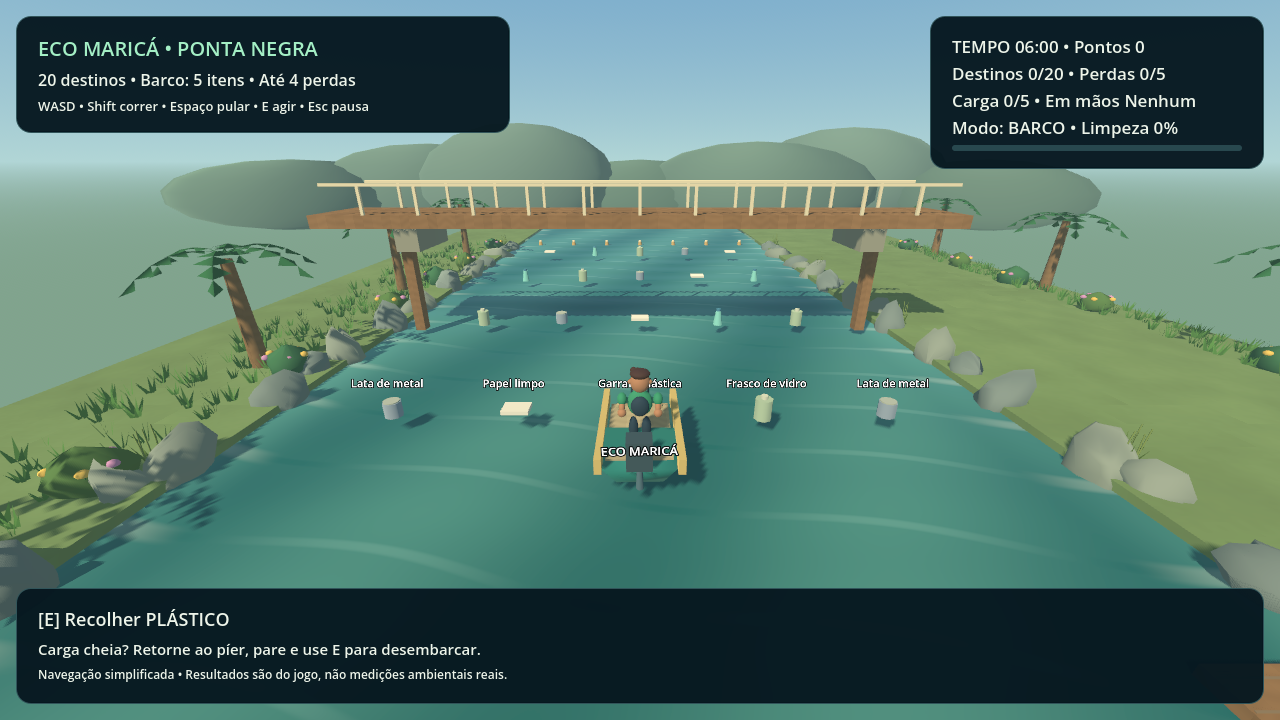 ECO MARICÁ • PONTA NEGRA
20 destinos • Barco: 5 itens • Até 4 perdas
WASD • Shift correr • Espaço pular • E agir • Esc pausa
TEMPO 06:00 • Pontos 0
Destinos 0/20 • Perdas 0/5
Carga 0/5 • Em mãos Nenhum
Modo: BARCO • Limpeza 0%
Lata de metal
Papel limpo
Frasco de vidro
Lata de metal
ECO MARICÁ
[E] Recolher PLÁSTICO
Carga cheia? Retorne ao píer, pare e use E para desembarcar.
Navegação simplificada • Resultados são do jogo, não medições ambientais reais.